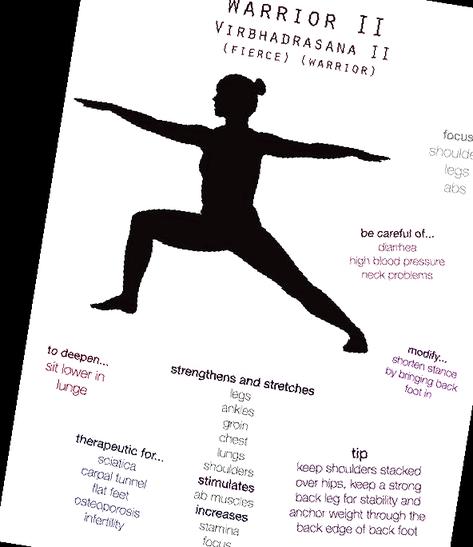 WARRIOR II
VIRBHADRASANA II
(FIERCE) (WARRIOR)
focus
shoulde
legs
abs
be careful of...
diarrhea
high blood pressure
neck problems
modify...
shorten stance
by bringing back
foot in
to deepen...
sit lower in
lunge
strengthens and stretches
legs
ankles
groin
chest
lungs
shoulders
stimulates
ab muscles
increases
stamina
focus
therapeutic for...
sciatica
carpal tunnel
flat feet
osteoporosis
infertility
tip
keep shoulders stacked
over hips, keep a strong
back leg for stability and
anchor weight through the
back edge of back foot